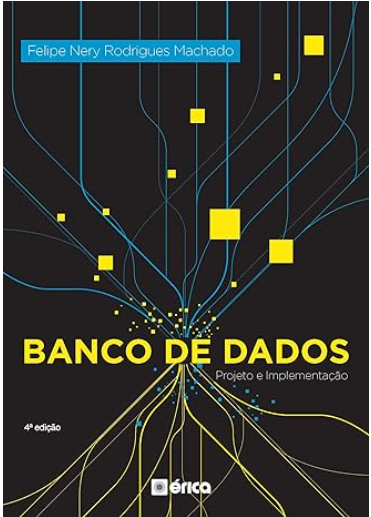 Felipe Nery Rodrigues Machado
BANCO DE DADOS
Projeto e Implementação
4ª edição
érica